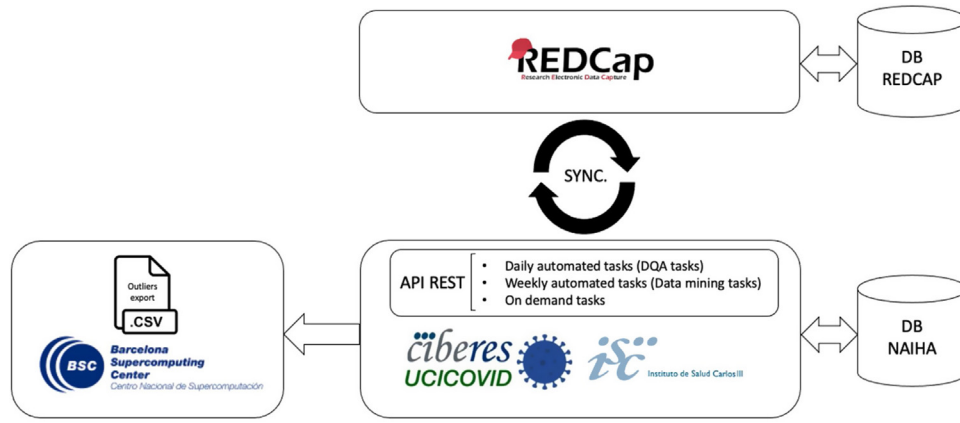 REDCap
Research Electronic Data Capture
DB
REDCAP
SYNC.
API REST
• Daily automated tasks (DQA tasks)
• Weekly automated tasks (Data mining tasks)
• On demand tasks
Outliers
export
.CSV
BSC
Barcelona
Supercomputing
Center
Centro Nacional de Supercomputación
ciberes
UCICOVID
isc
Instituto de Salud Carlos III
DB
NAIHA